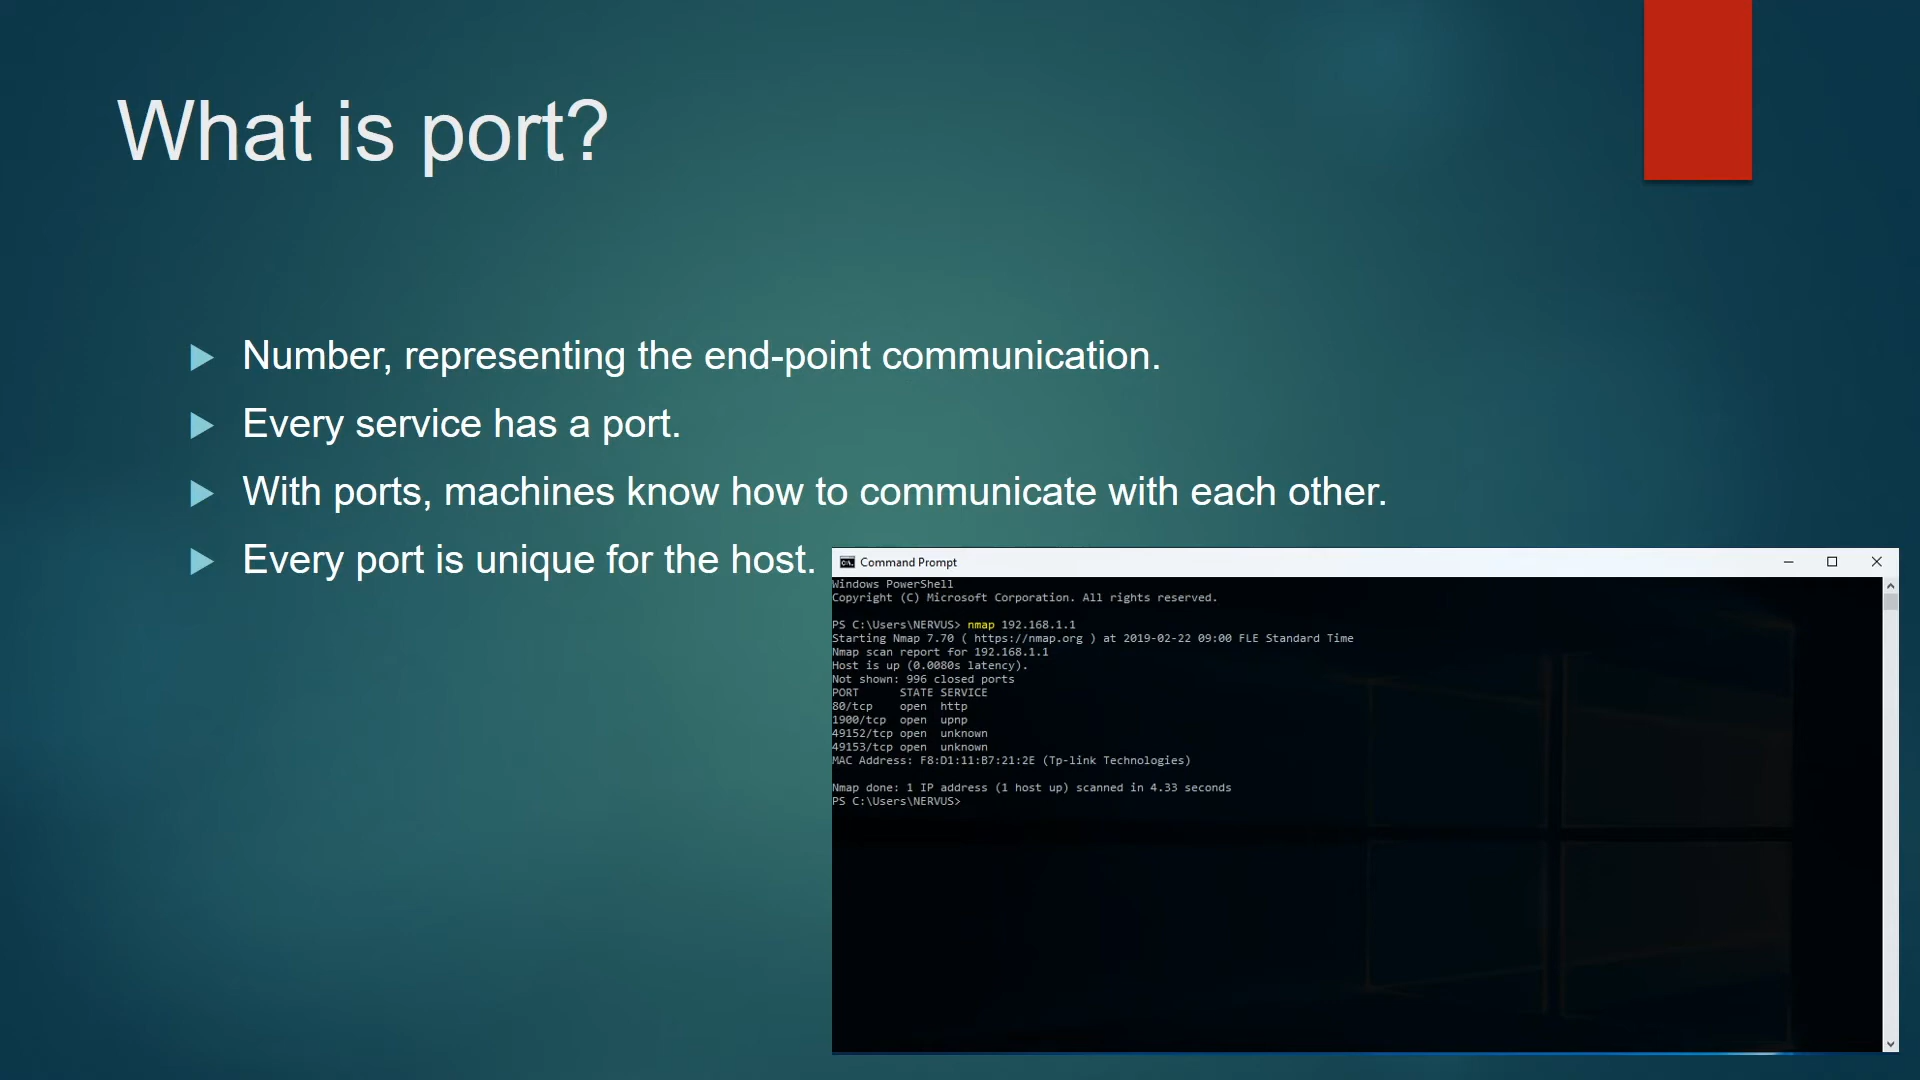 What is port?
Number, representing the end-point communication.
Every service has a port.
With ports, machines know how to communicate with each other.
Every port is unique for the host.
Command Prompt
Windows PowerShell
Copyright (C) Microsoft Corporation. All rights reserved.
PS C:\Users\NERVUS> nmap 192.168.1.1
Starting Nmap 7.70 ( https://nmap.org ) at 2019-02-22 09:00 FLE Standard Time
Nmap scan report for 192.168.1.1
Host is up (0.0080s latency).
Not shown: 996 closed ports
PORT      STATE SERVICE
80/tcp    open  http
1900/tcp  open  upnp
49152/tcp open  unknown
49153/tcp open  unknown
MAC Address: F8:D1:11:B7:21:2E (Tp-link Technologies)
Nmap done: 1 IP address (1 host up) scanned in 4.33 seconds
PS C:\Users\NERVUS>